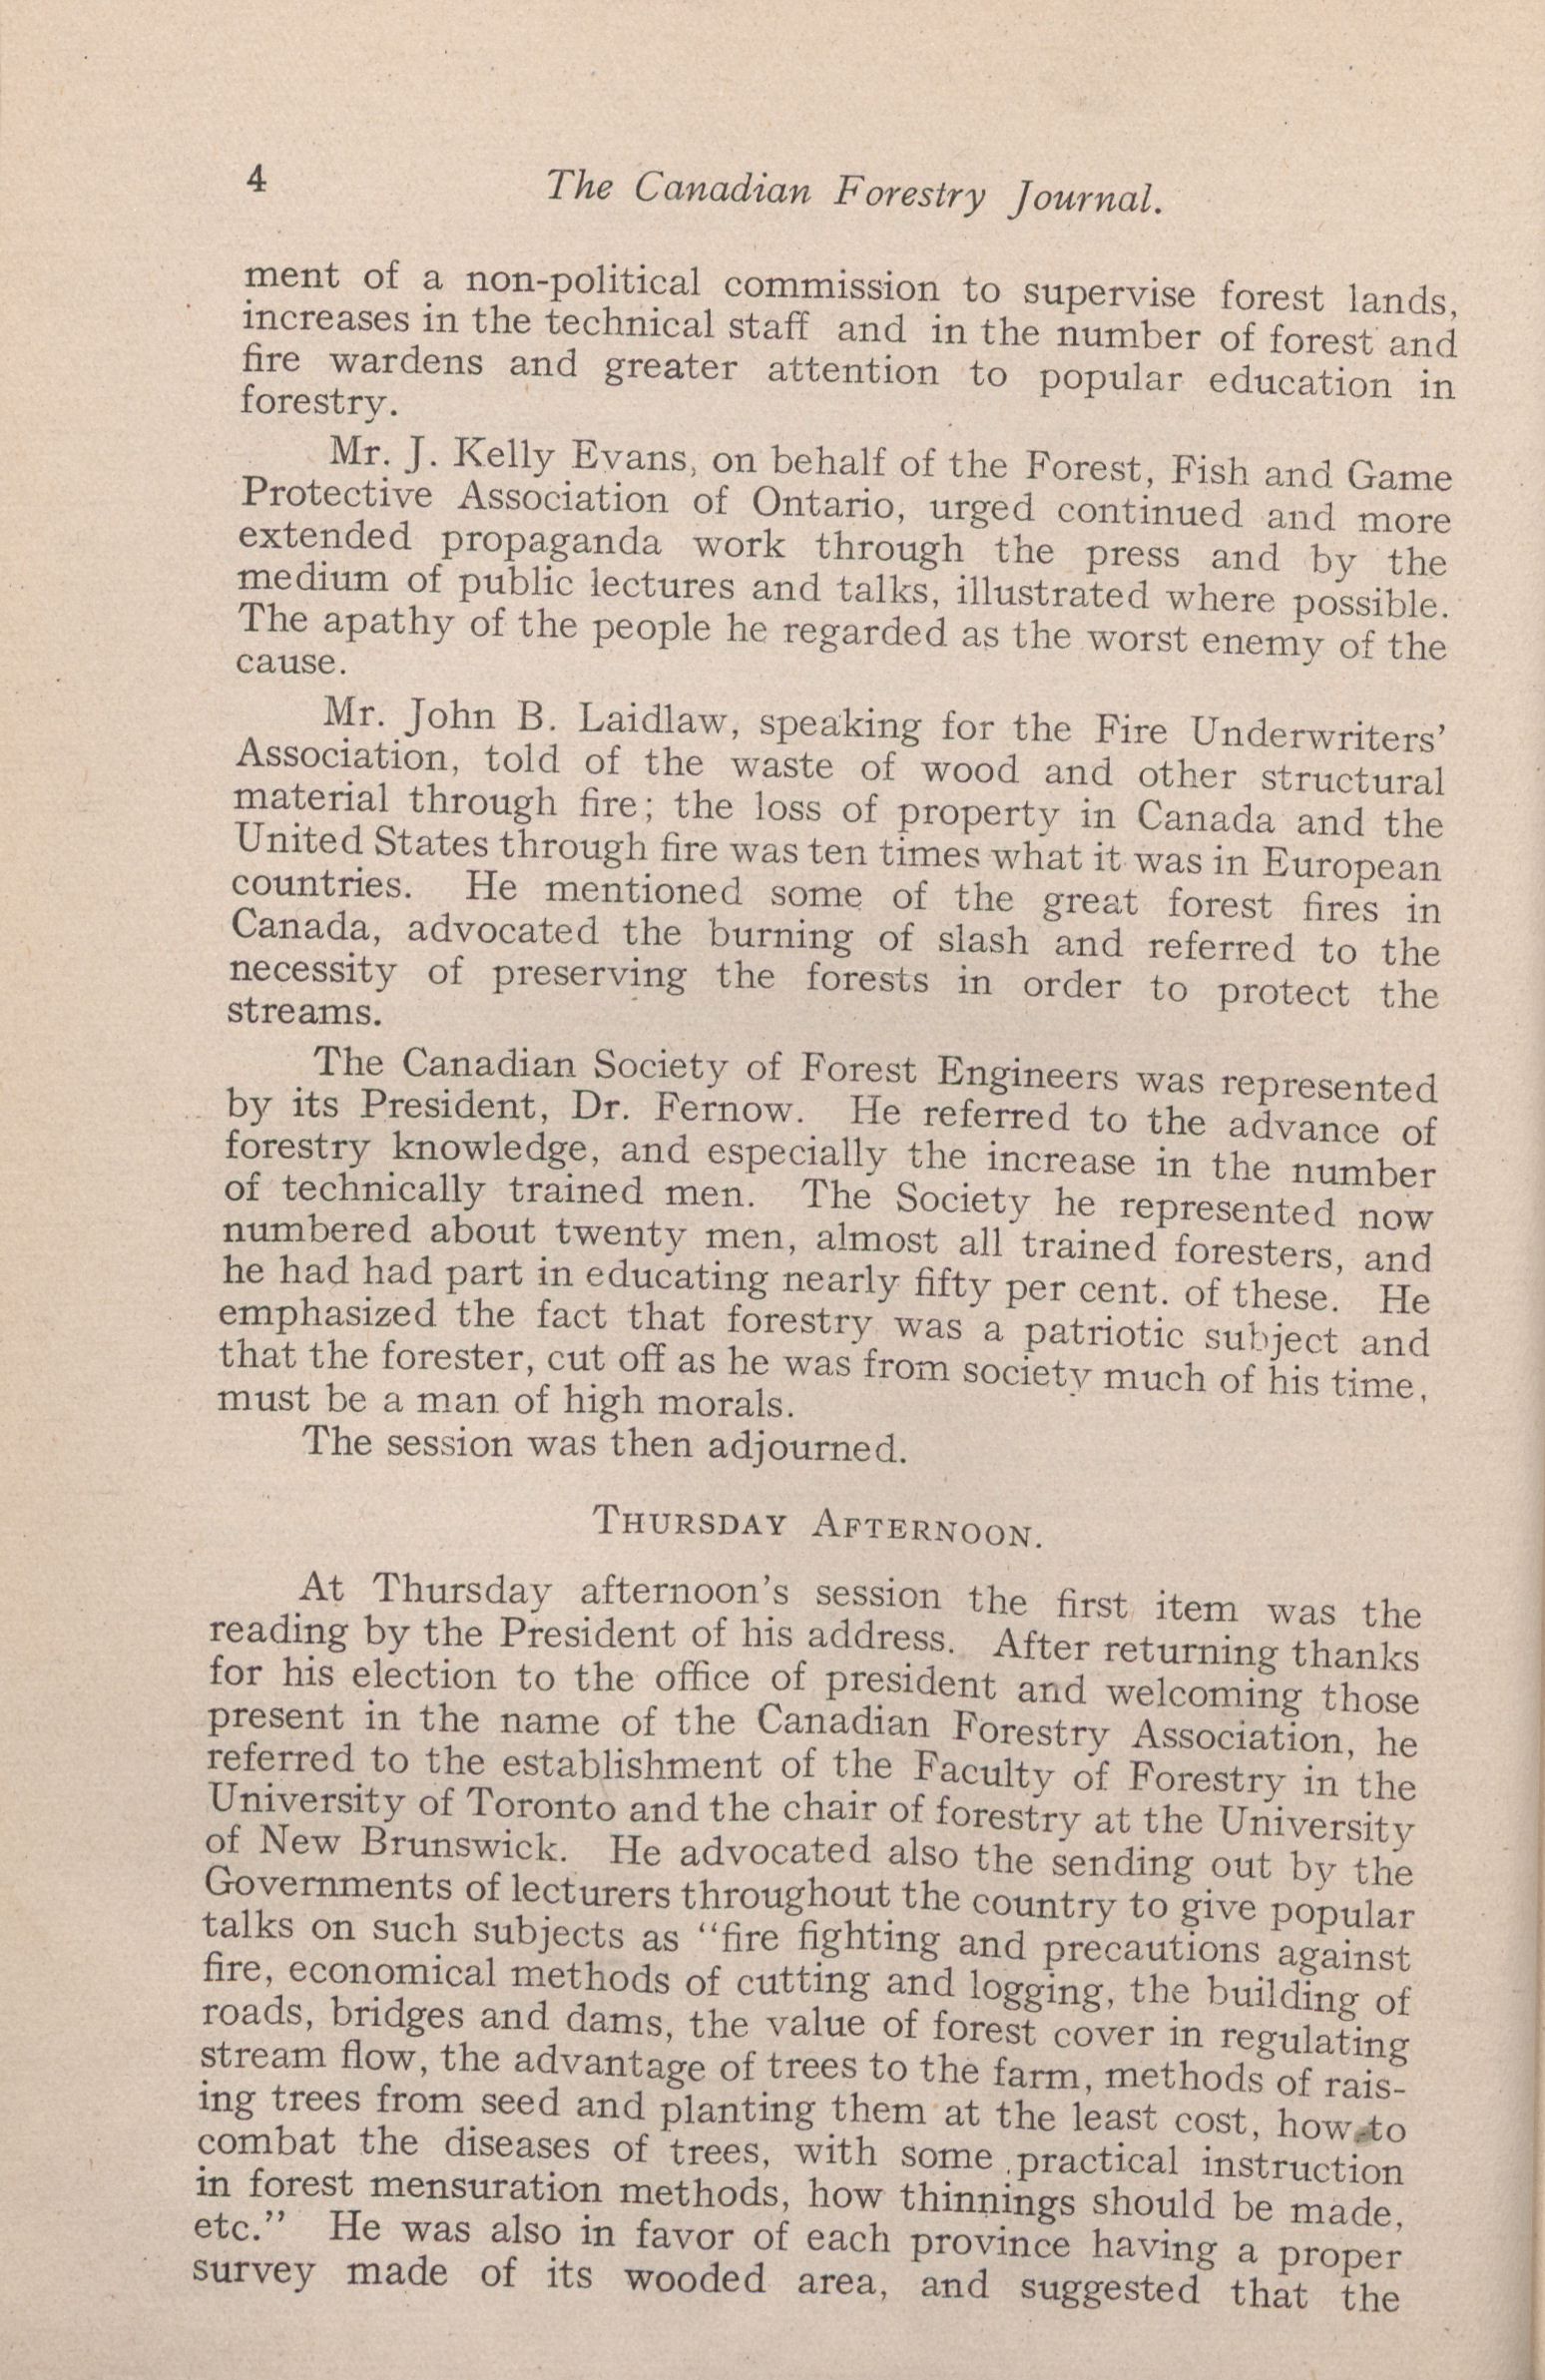 4
The Canadian Forestry Journal.
ment of a non-political commission to supervise forest lands,
increases in the technical staff and in the number of forest and
fire wardens and greater attention to popular education in
forestry.
Mr. J. Kelly Evans, on behalf of the Forest, Fish and Game
Protective Association of Ontario, urged continued and more
extended propaganda work through the press and by the
medium of public lectures and talks, illustrated where possible.
The apathy of the people he regarded as the worst enemy of the
cause.
Mr. John B. Laidlaw, speaking for the Fire Underwriters'
Association, told of the waste of wood and other structural
material through fire; the loss of property in Canada and the
United States through fire was ten times what it was in European
countries. He mentioned some of the great forest fires in
Canada, advocated the burning of slash and referred to the
necessity of preserving the forests in order to protect the
streams.
The Canadian Society of Forest Engineers was represented
by its President, Dr. Fernow. He referred to the advance of
forestry knowledge, and especially the increase in the number
of technically trained men. The Society he represented now
numbered about twenty men, almost all trained foresters, and
he had had part in educating nearly fifty per cent. of these. He
emphasized the fact that forestry was a patriotic subject and
that the forester, cut off as he was from society much of his time,
must be a man of high morals.
The session was then adjourned.
THURSDAY AFTERNOON.
At Thursday afternoon's session the first item was the
reading by the President of his address. After returning thanks
for his election to the office of president and welcoming those
present in the name of the Canadian Forestry Association, he
referred to the establishment of the Faculty of Forestry in the
University of Toronto and the chair of forestry at the University
of New Brunswick. He advocated also the sending out by the
Governments of lecturers throughout the country to give popular
talks on such subjects as "fire fighting and precautions against
fire, economical methods of cutting and logging, the building of
roads, bridges and dams, the value of forest cover in regulating
stream flow, the advantage of trees to the farm, methods of rais-
ing trees from seed and planting them at the least cost, how to
combat the diseases of trees, with some practical instruction
in forest mensuration methods, how thinnings should be made,
etc." He was also in favor of each province having a proper
survey made of its wooded area, and suggested that the